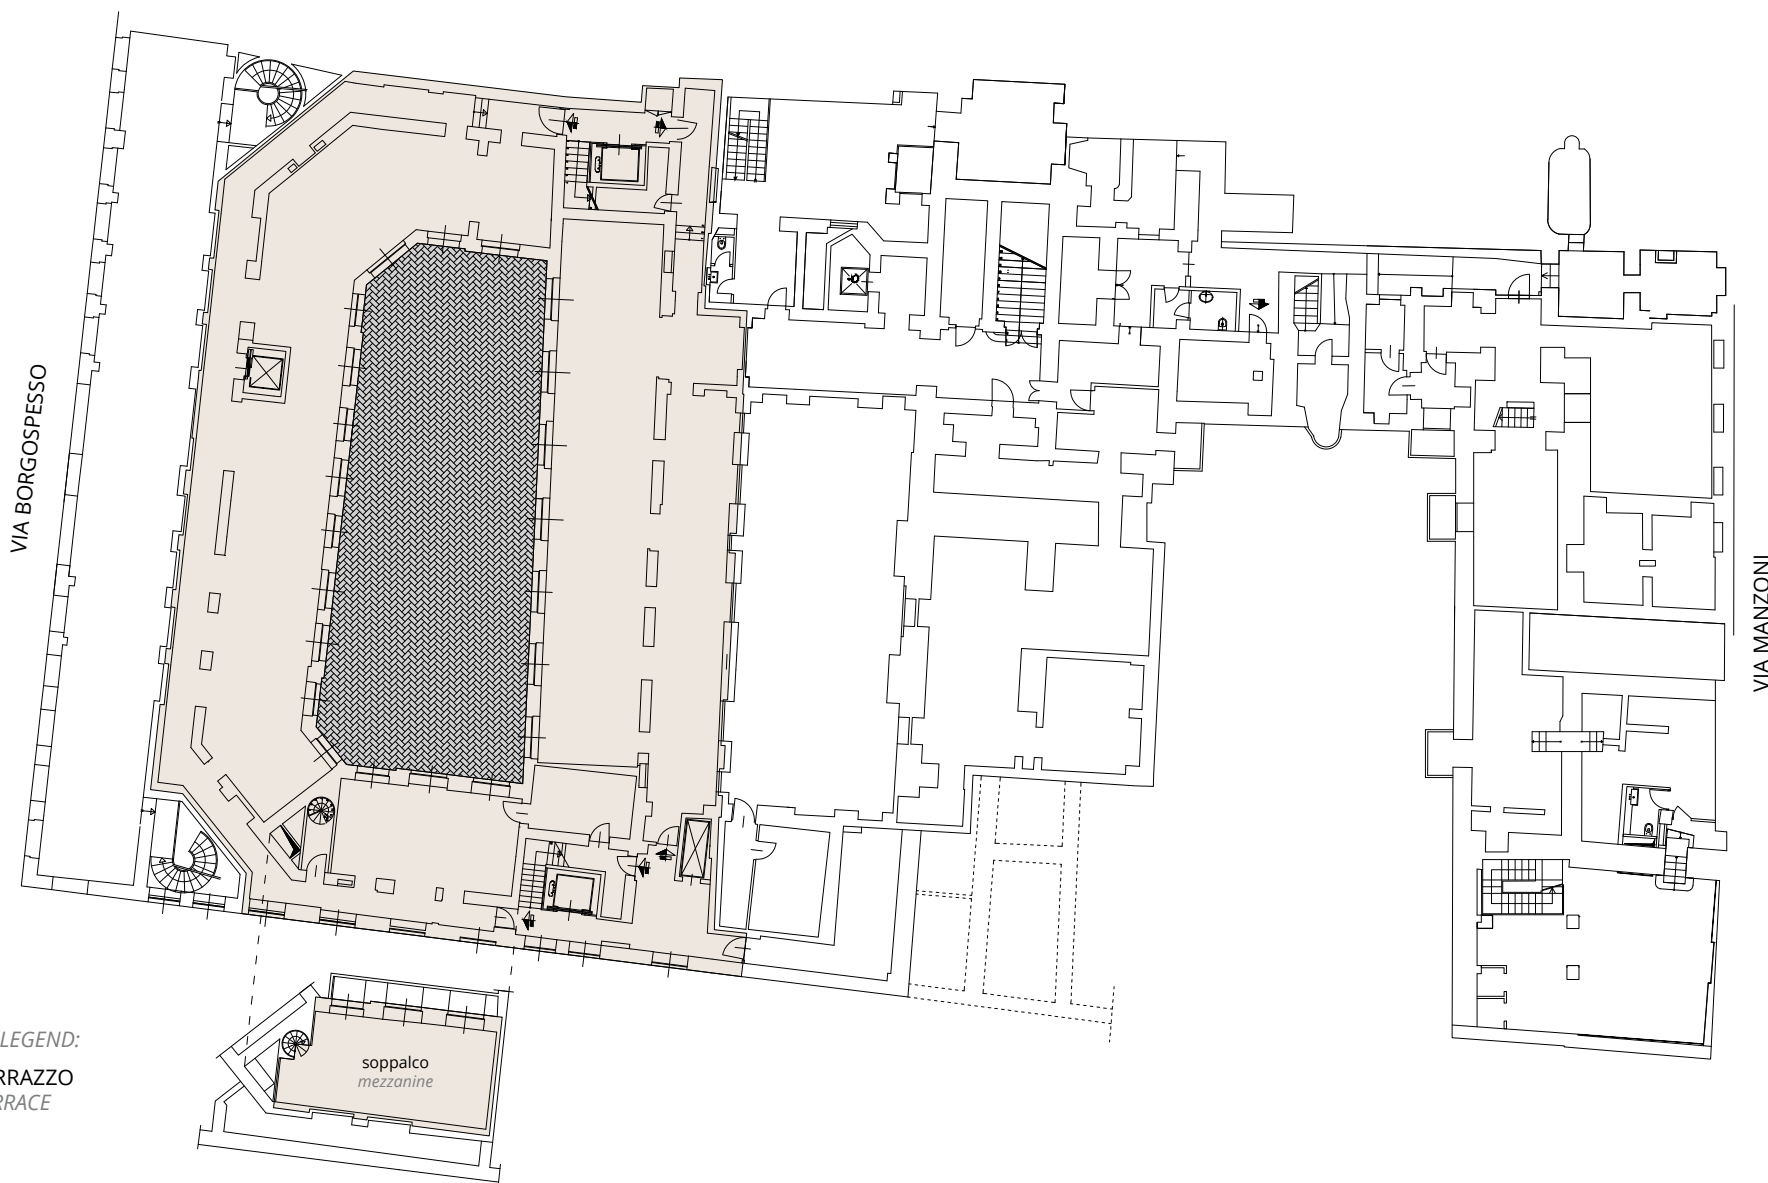 VIA BORGOSPESSO
VIA MANZONI
LEGEND:
RRAZZO
RRACE
soppalco
mezzanine